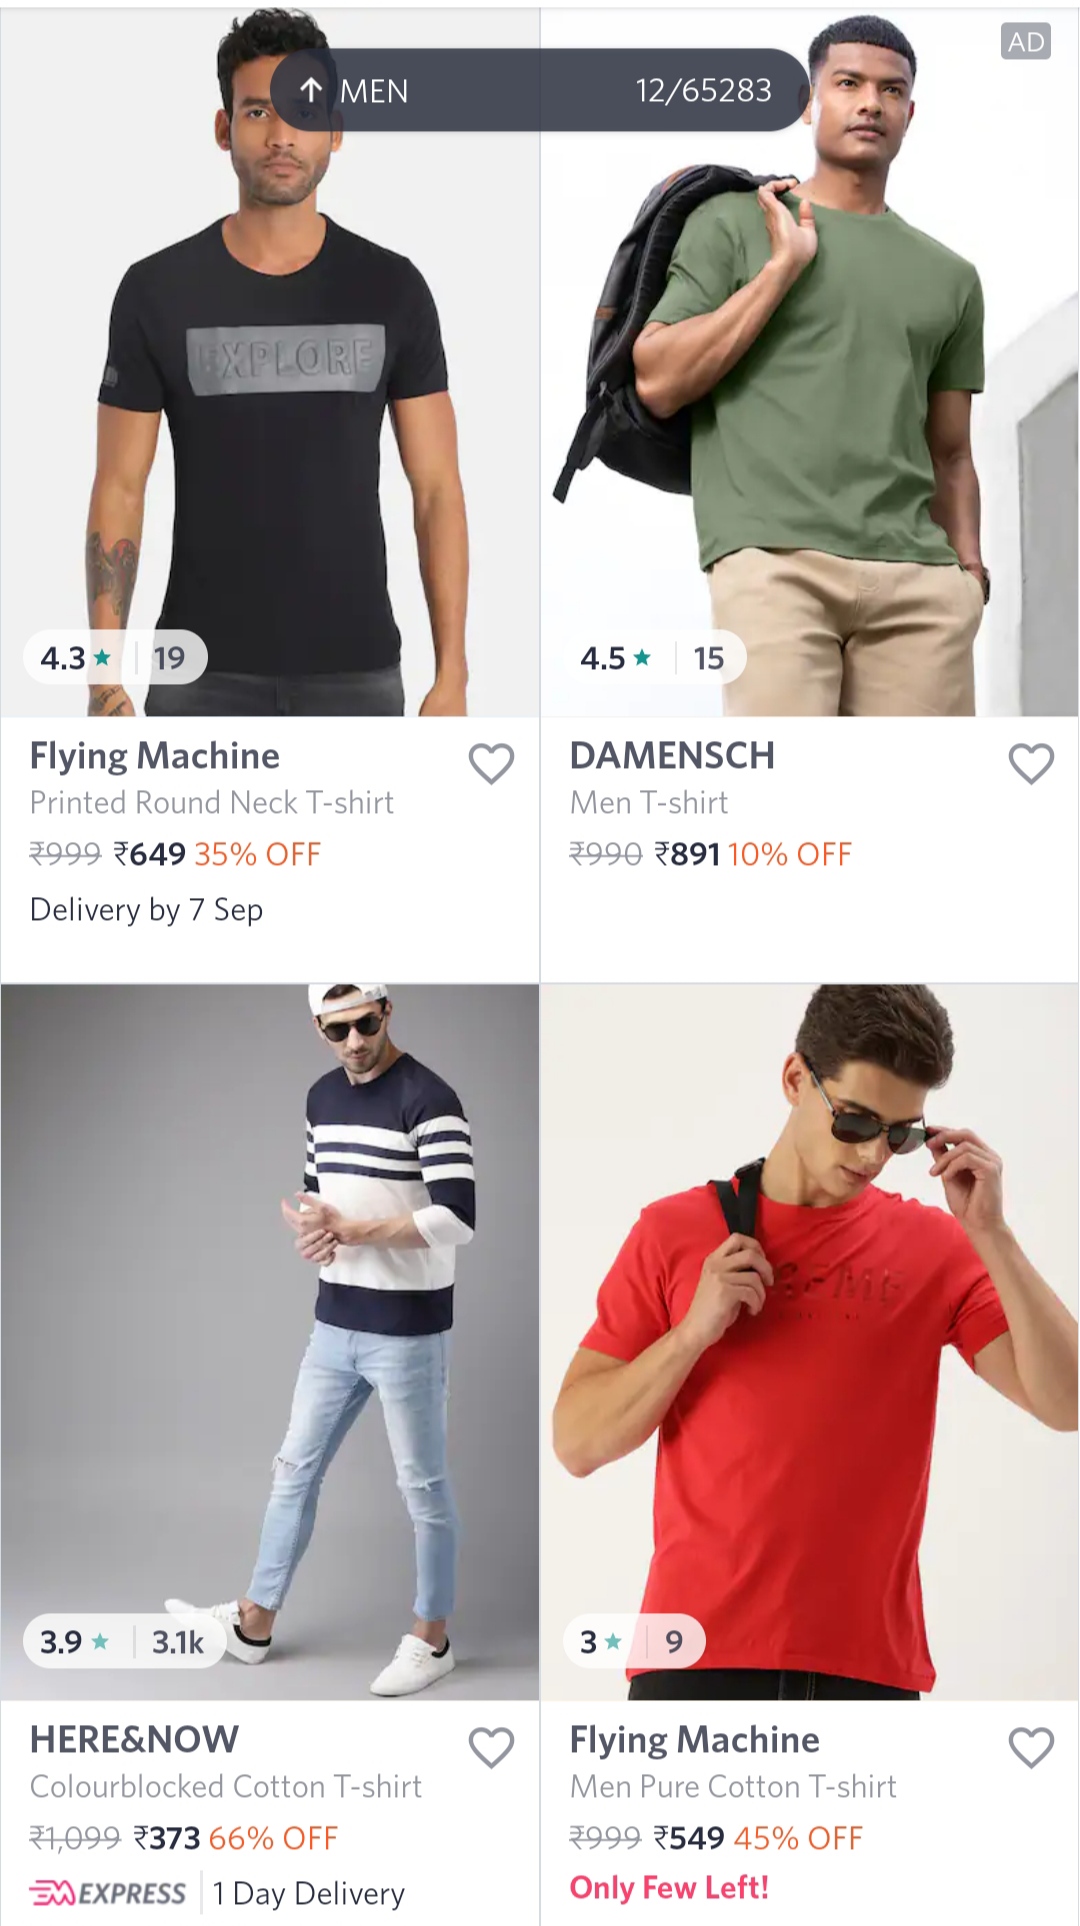 MEN 12/65283
AD
EXPLORE
4.3 ★ | 19
4.5 ★ | 15
Flying Machine
Printed Round Neck T-shirt
₹999 ₹649 35% OFF
Delivery by 7 Sep
DAMENSCH
Men T-shirt
₹990 ₹891 10% OFF
3.9 ★ | 3.1k
3 ★ | 9
HERE&NOW
Colourblocked Cotton T-shirt
₹1,099 ₹373 66% OFF
EXPRESS | 1 Day Delivery
Flying Machine
Men Pure Cotton T-shirt
₹999 ₹549 45% OFF
Only Few Left!